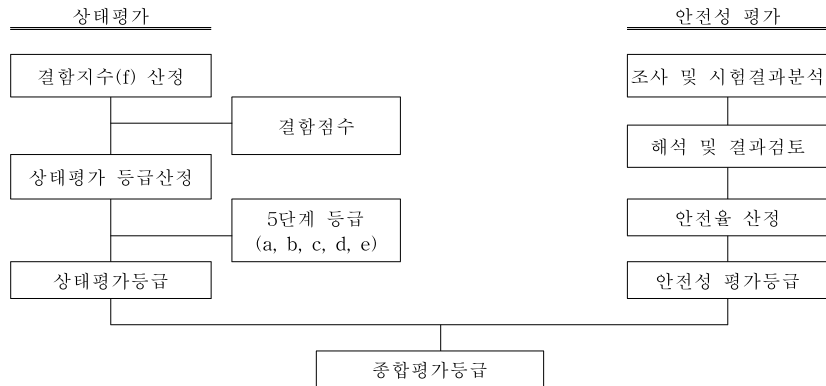 상태평가
안전성 평가
결함지수(f) 산정
조사 및 시험결과분석
결함점수
해석 및 결과검토
상태평가 등급산정
5단계 등급
(a, b, c, d, e)
안전율 산정
상태평가등급
안전성 평가등급
종합평가등급